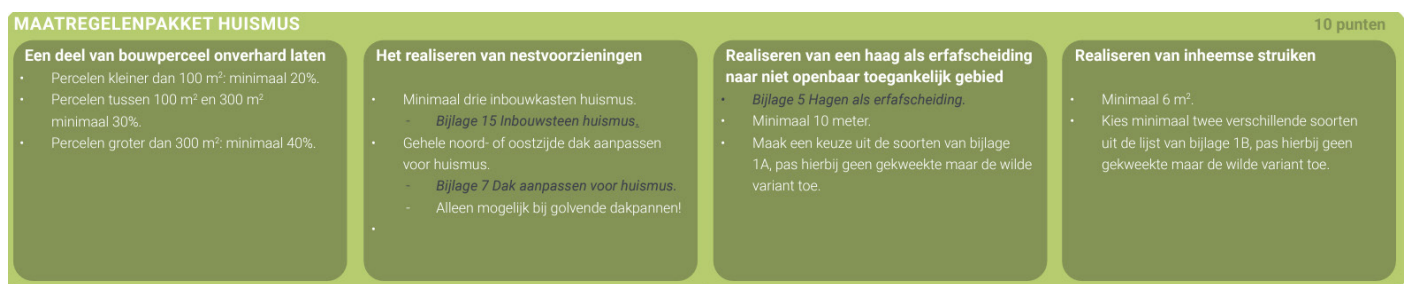 MAATREGELENPAKKET HUISMUS
10 punten
Een deel van bouwperceel onverhard laten
• Percelen kleiner dan 100 m²: minimaal 20%.
• Percelen tussen 100 m² en 300 m²
minimaal 30%.
• Percelen groter dan 300 m²: minimaal 40%.
Het realiseren van nestvoorzieningen
• Minimaal drie inbouwkasten huismus.
- Bijlage 15 Inbouwsteen huismus.
• Gehele noord- of oostzijde dak aanpassen
voor huismus.
- Bijlage 7 Dak aanpassen voor huismus.
- Alleen mogelijk bij golvende dakpannen!
•
Realiseren van een haag als erfafscheiding
naar niet openbaar toegankelijk gebied
• Bijlage 5 Hagen als erfafscheiding.
• Minimaal 10 meter.
• Maak een keuze uit de soorten van bijlage
1A, pas hierbij geen gekweekte maar de wilde
variant toe.
Realiseren van inheemse struiken
• Minimaal 6 m².
• Kies minimaal twee verschillende soorten
uit de lijst van bijlage 1B, pas hierbij geen
gekweekte maar de wilde variant toe.